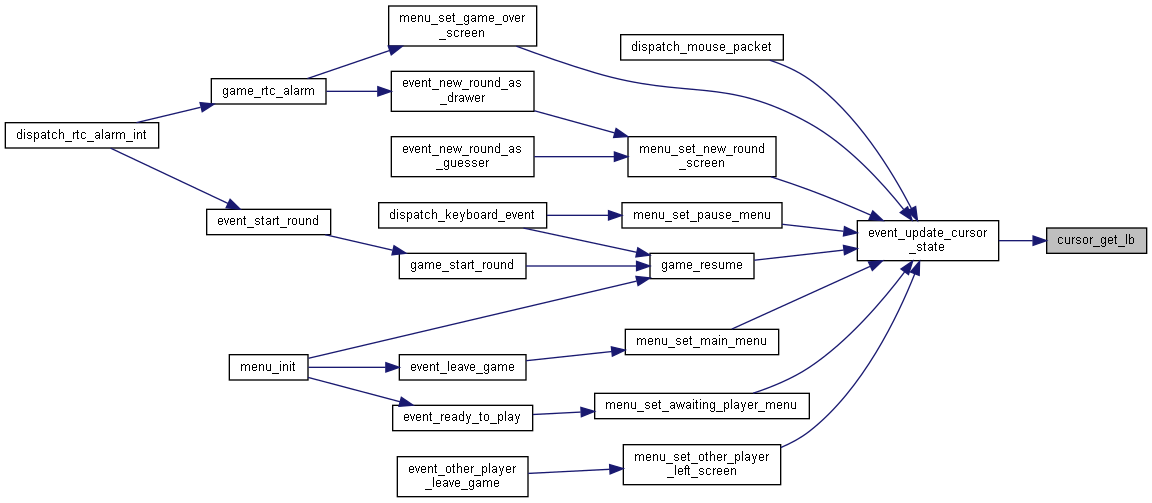 menu_set_game_over
_screen
dispatch_mouse_packet
game_rtc_alarm
event_new_round_as
_drawer
dispatch_rtc_alarm_int
event_new_round_as
_guesser
menu_set_new_round
_screen
event_start_round
dispatch_keyboard_event
menu_set_pause_menu
event_update_cursor
_state
cursor_get_lb
game_start_round
game_resume
menu_init
event_leave_game
menu_set_main_menu
event_ready_to_play
menu_set_awaiting_player_menu
event_other_player
_leave_game
menu_set_other_player
_left_screen